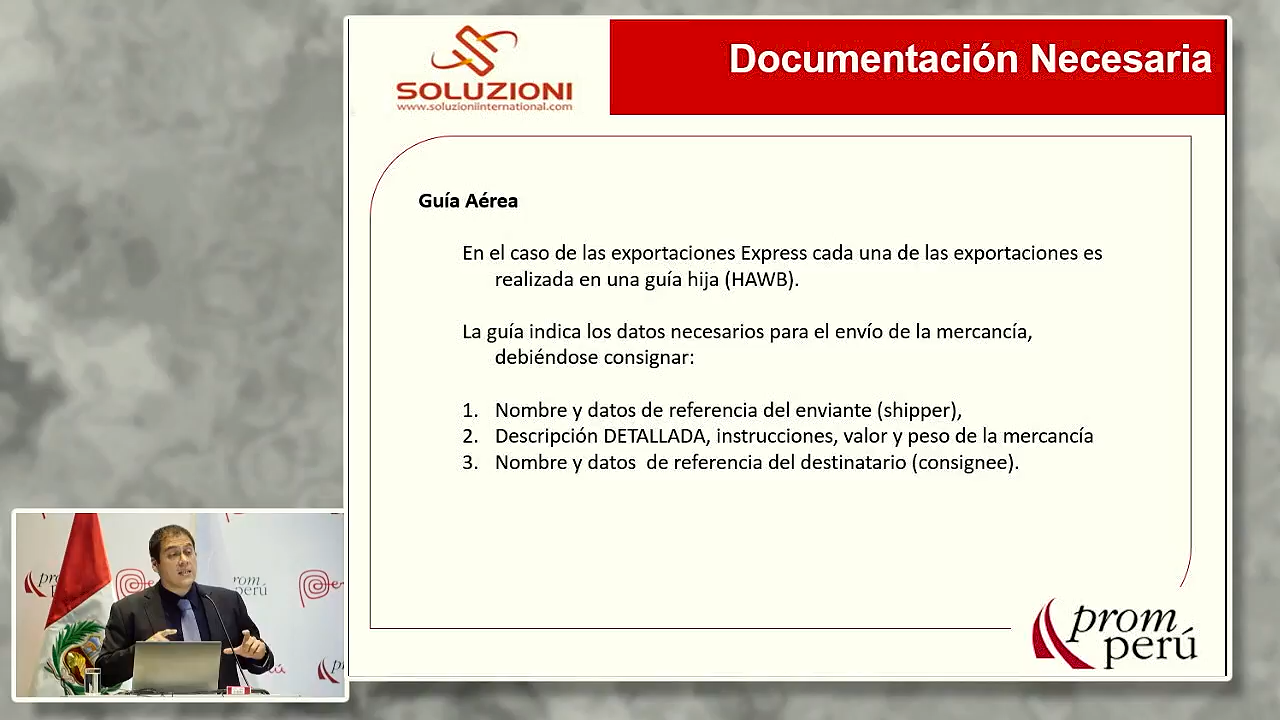 SOLUZIONI
www.soluzioniinternational.com
Documentación Necesaria
Guía Aérea
En el caso de las exportaciones Express cada una de las exportaciones es
realizada en una guía hija (HAWB).
La guía indica los datos necesarios para el envío de la mercancía,
debiéndose consignar:
1. Nombre y datos de referencia del enviante (shipper),
2. Descripción DETALLADA, instrucciones, valor y peso de la mercancía
3. Nombre y datos  de referencia del destinatario (consignee).
prom
perú
prom
perú